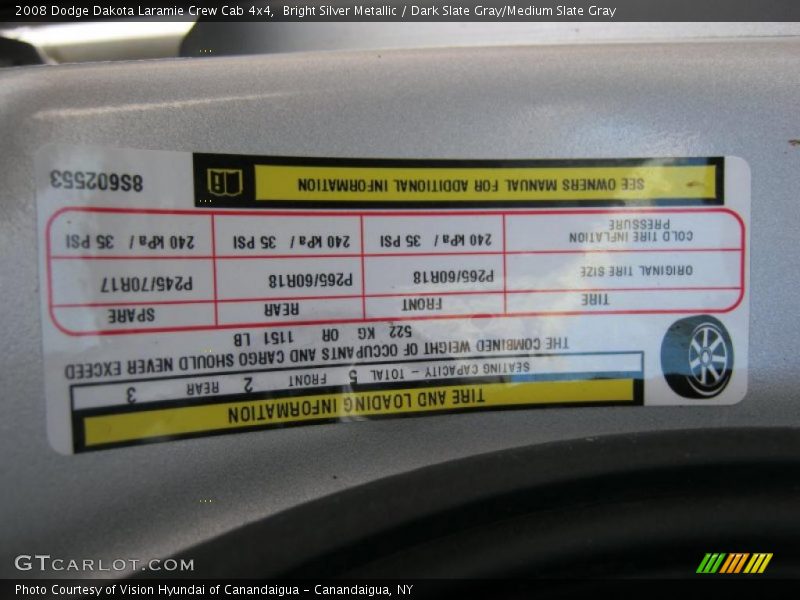 2008 Dodge Dakota Laramie Crew Cab 4x4, Bright Silver Metallic / Dark Slate Gray/Medium Slate Gray
TIRE AND LOADING INFORMATION
SEATING CAPACITY - TOTAL 5 FRONT 2 REAR 3
THE COMBINED WEIGHT OF OCCUPANTS AND CARGO SHOULD NEVER EXCEED
522 KG OR 1151 LB
TIRE FRONT REAR SPARE
ORIGINAL TIRE SIZE P265/60R18 P265/60R18 P245/70R17
COLD TIRE INFLATION
PRESSURE 240 kPa / 35 PSI 240 kPa / 35 PSI 240 kPa / 35 PSI
SEE OWNERS MANUAL FOR ADDITIONAL INFORMATION
8S602553
GTCARLOT.COM
Photo Courtesy of Vision Hyundai of Canandaigua - Canandaigua, NY